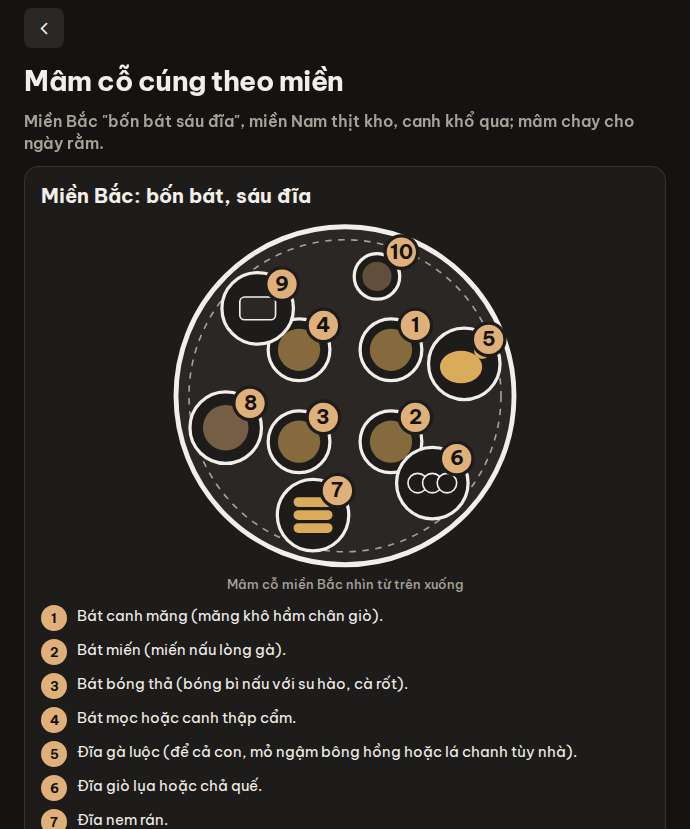 Mâm cỗ cúng theo miền
Miền Bắc "bốn bát sáu đĩa", miền Nam thịt kho, canh khổ qua; mâm chay cho
ngày rằm.
Miền Bắc: bốn bát, sáu đĩa
10
9
4
1
5
8
3
2
6
7
Mâm cỗ miền Bắc nhìn từ trên xuống
1 Bát canh măng (măng khô hầm chân giò).
2 Bát miến (miến nấu lòng gà).
3 Bát bóng thả (bóng bì nấu với su hào, cà rốt).
4 Bát mọc hoặc canh thập cẩm.
5 Đĩa gà luộc (để cả con, mỏ ngậm bông hồng hoặc lá chanh tùy nhà).
6 Đĩa giò lụa hoặc chả quế.
7 Đĩa nem rán.